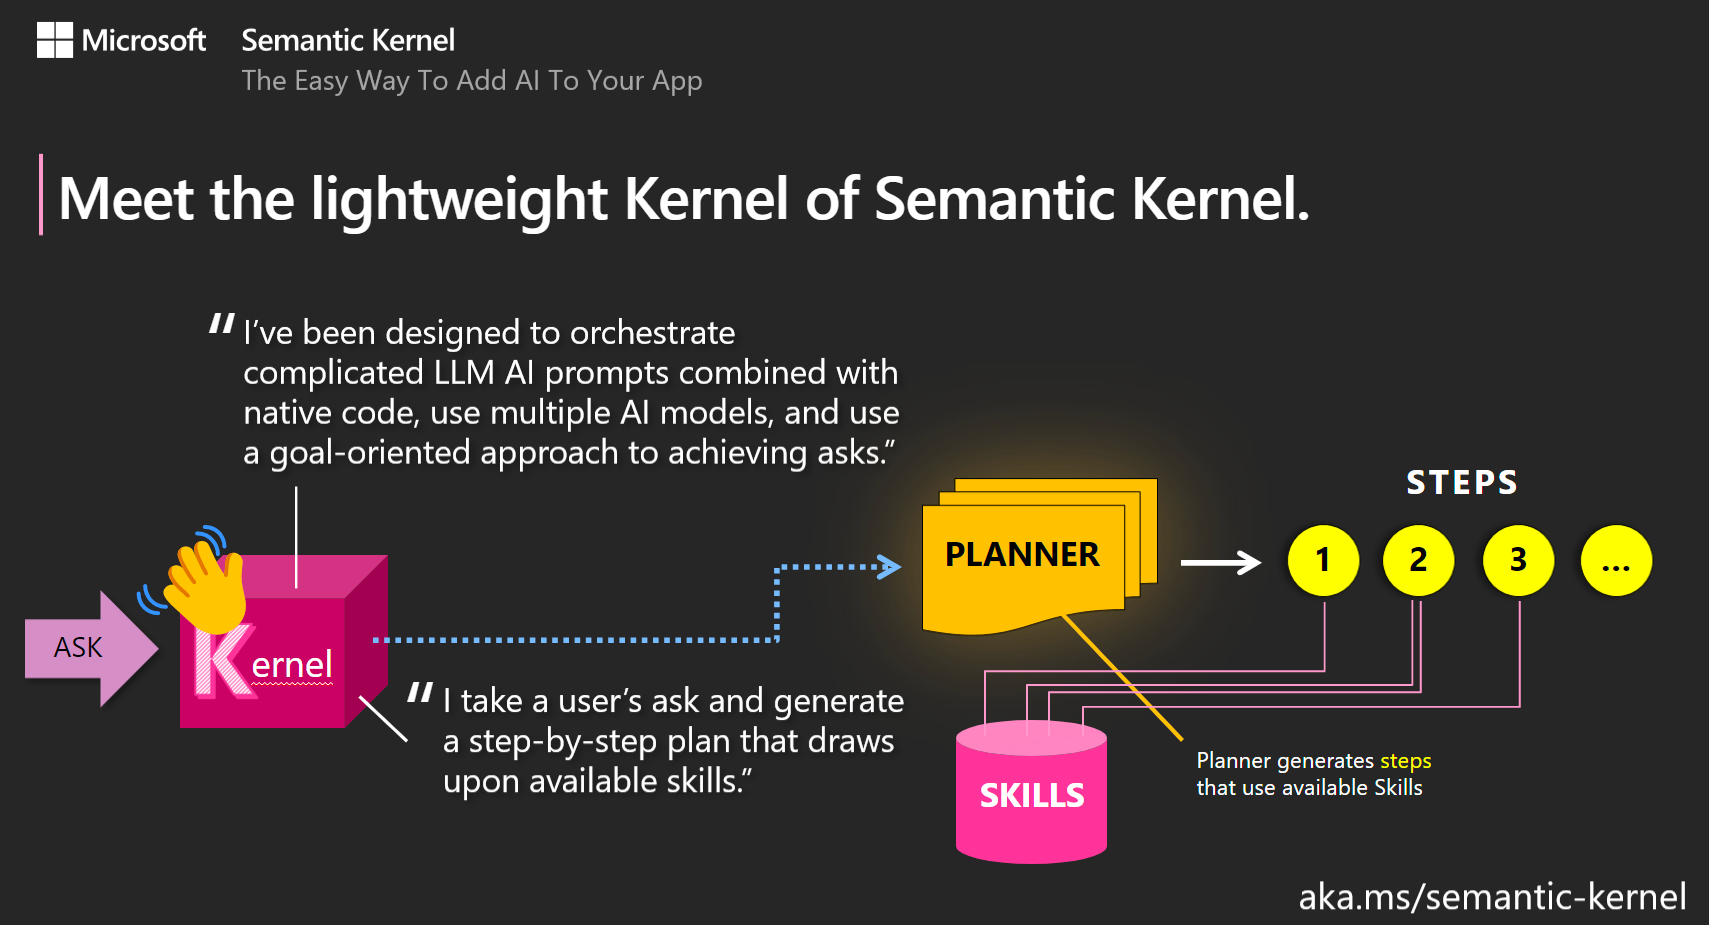 Microsoft
Semantic Kernel
The Easy Way To Add AI To Your App
Meet the lightweight Kernel of Semantic Kernel.
“I’ve been designed to orchestrate
complicated LLM AI prompts combined with
native code, use multiple AI models, and use
a goal-oriented approach to achieving asks.”
ASK
Kernel
“I take a user’s ask and generate
a step-by-step plan that draws
upon available skills.”
PLANNER
STEPS
1
2
3
...
SKILLS
Planner generates steps
that use available Skills
aka.ms/semantic-kernel